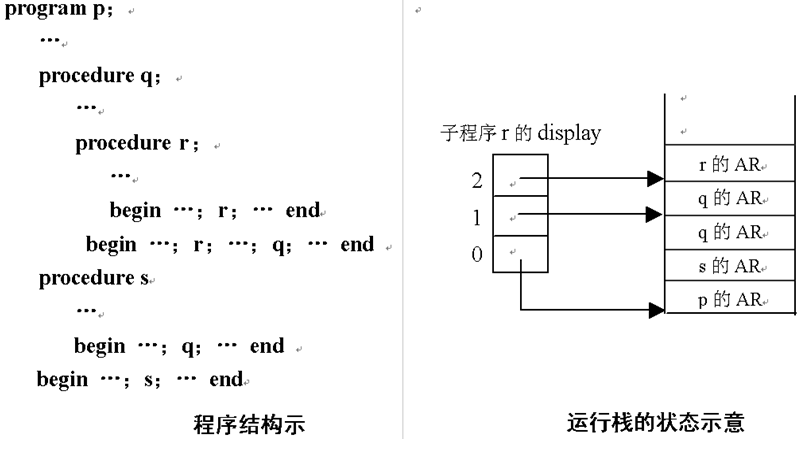 program p；
…
procedure q；
…
procedure r；
…
begin …；r；… end
begin …；r；…；q；… end
procedure s
…
begin …；q；… end
begin …；s；… end
程序结构示
子程序 r 的 display
2
1
0
r 的 AR
q 的 AR
q 的 AR
s 的 AR
p 的 AR
运行栈的状态示意